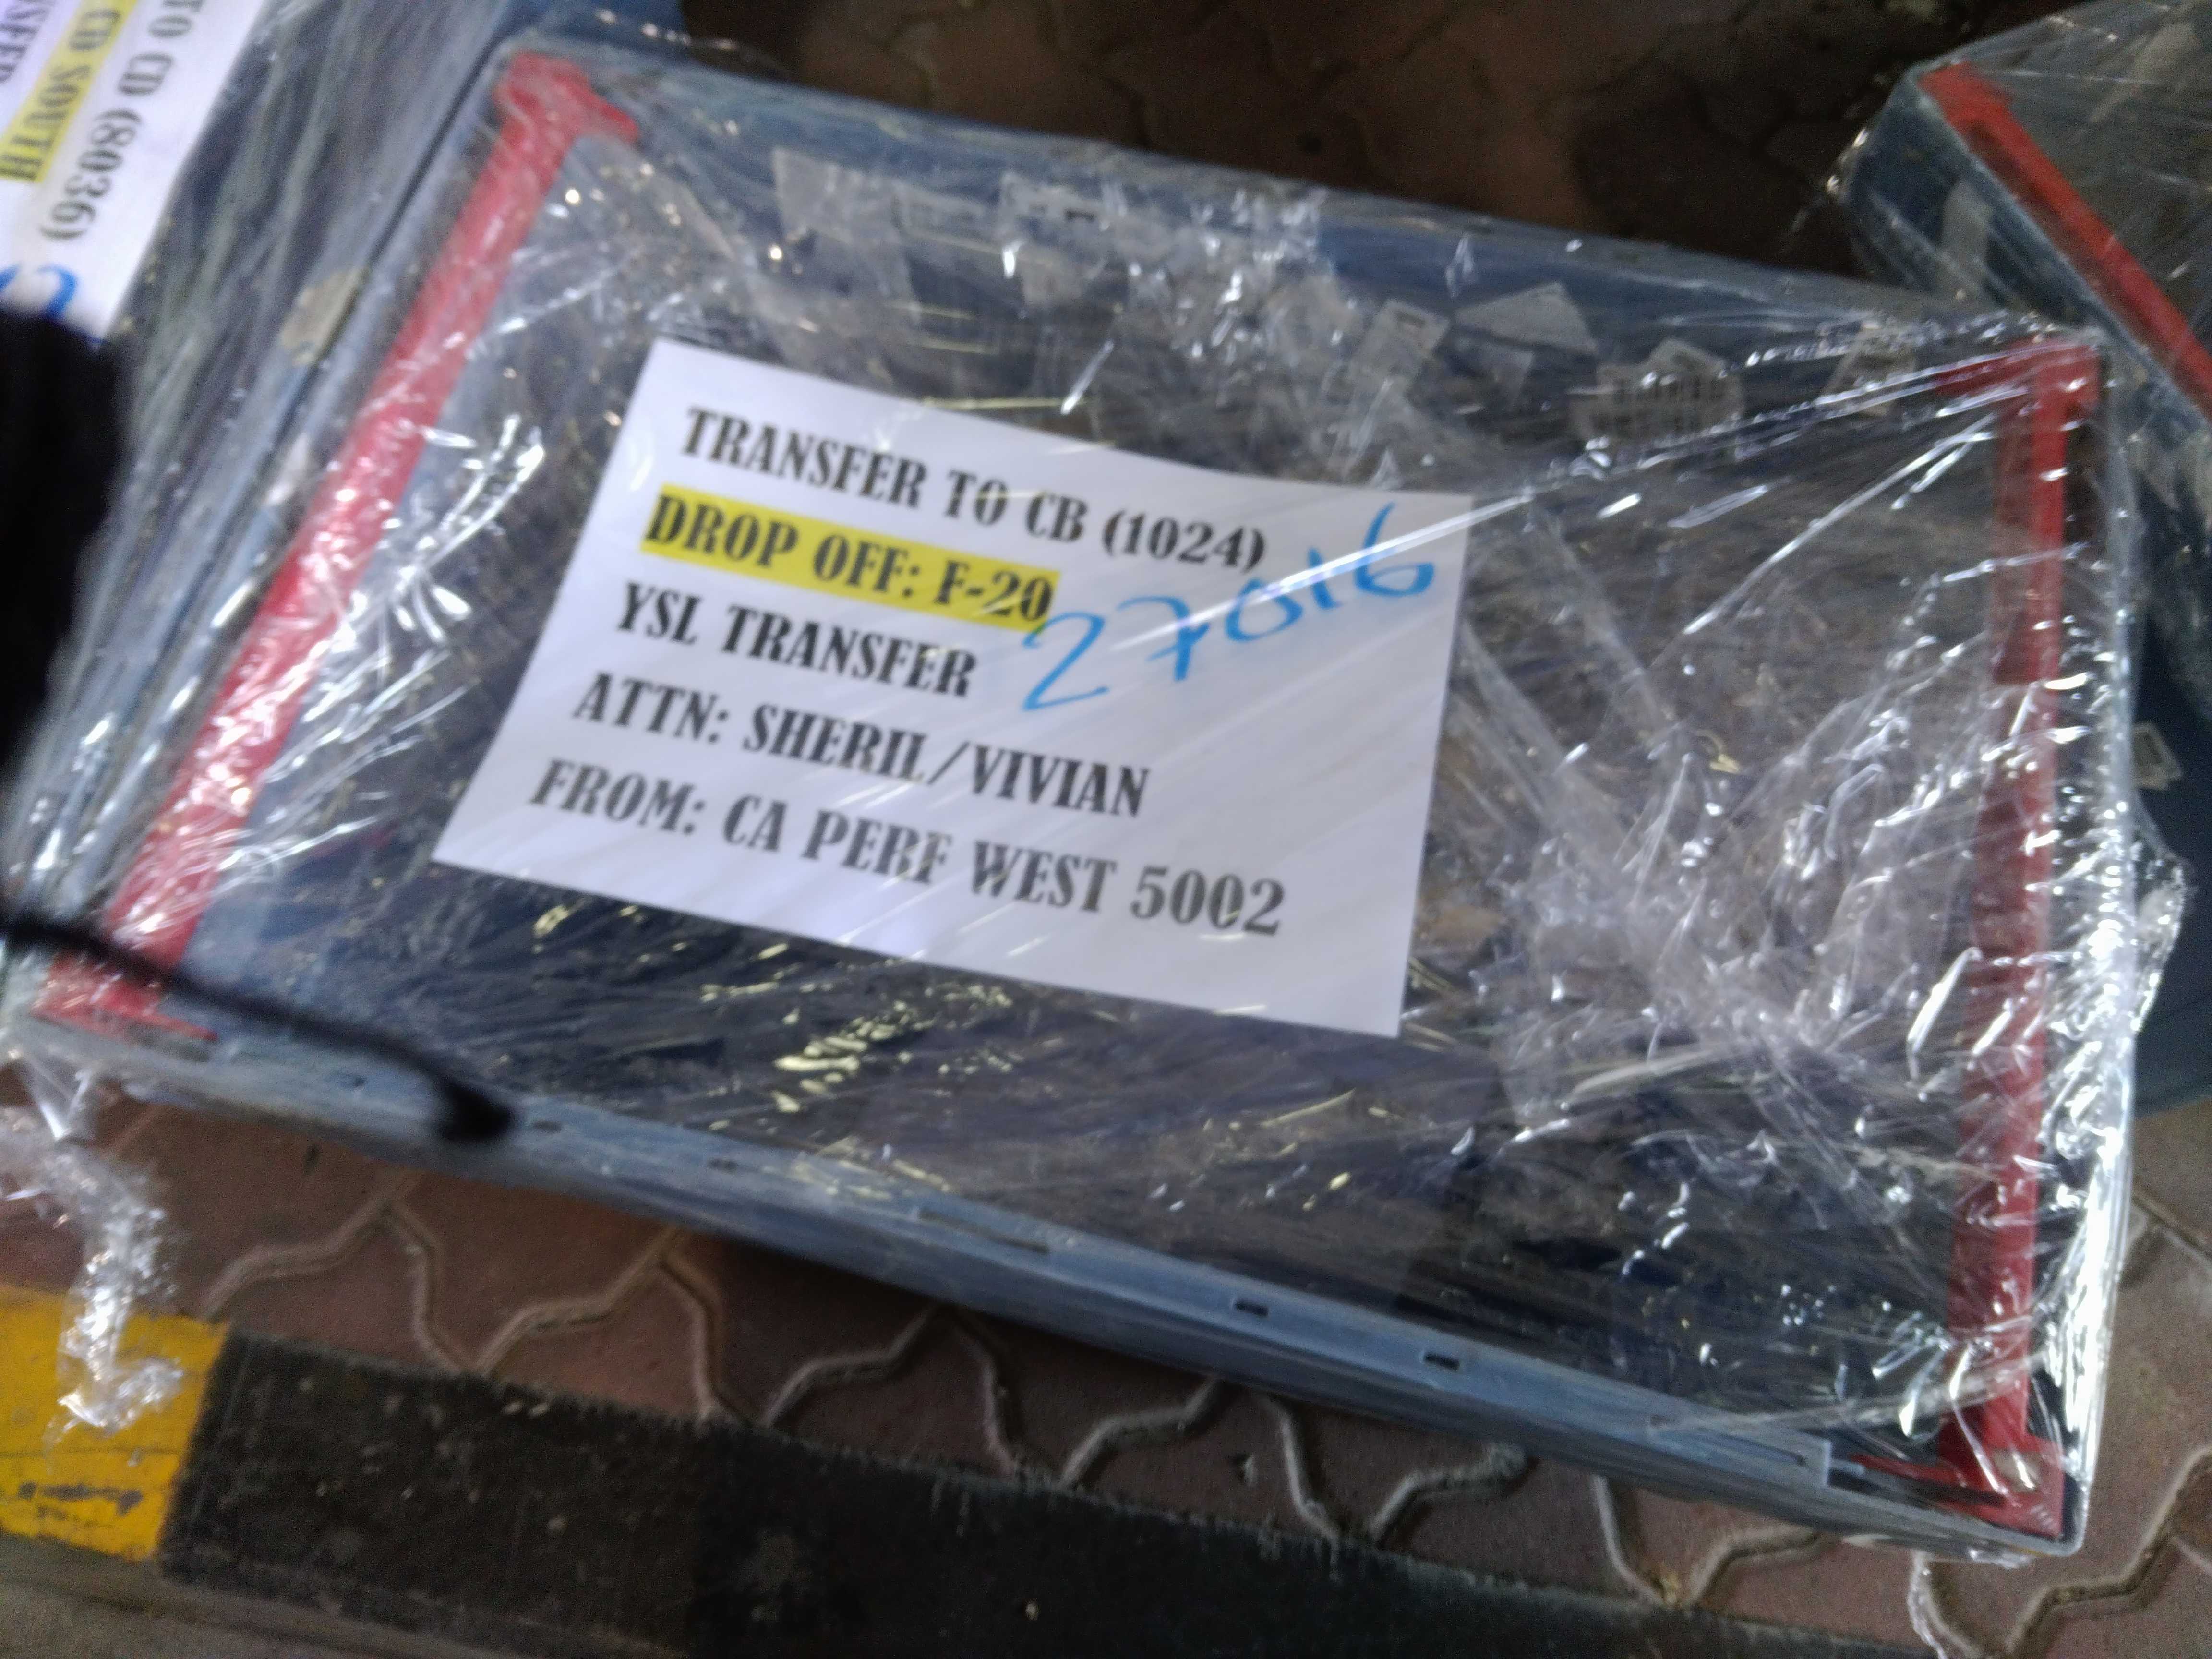 TO CD (8036)
CD SOUTH
TRANSFER TO CB (1024)
DROP OFF: F-20
27016
YSL TRANSFER
ATTN: SHERIL/VIVIAN
FROM: CA PERF WEST 5002